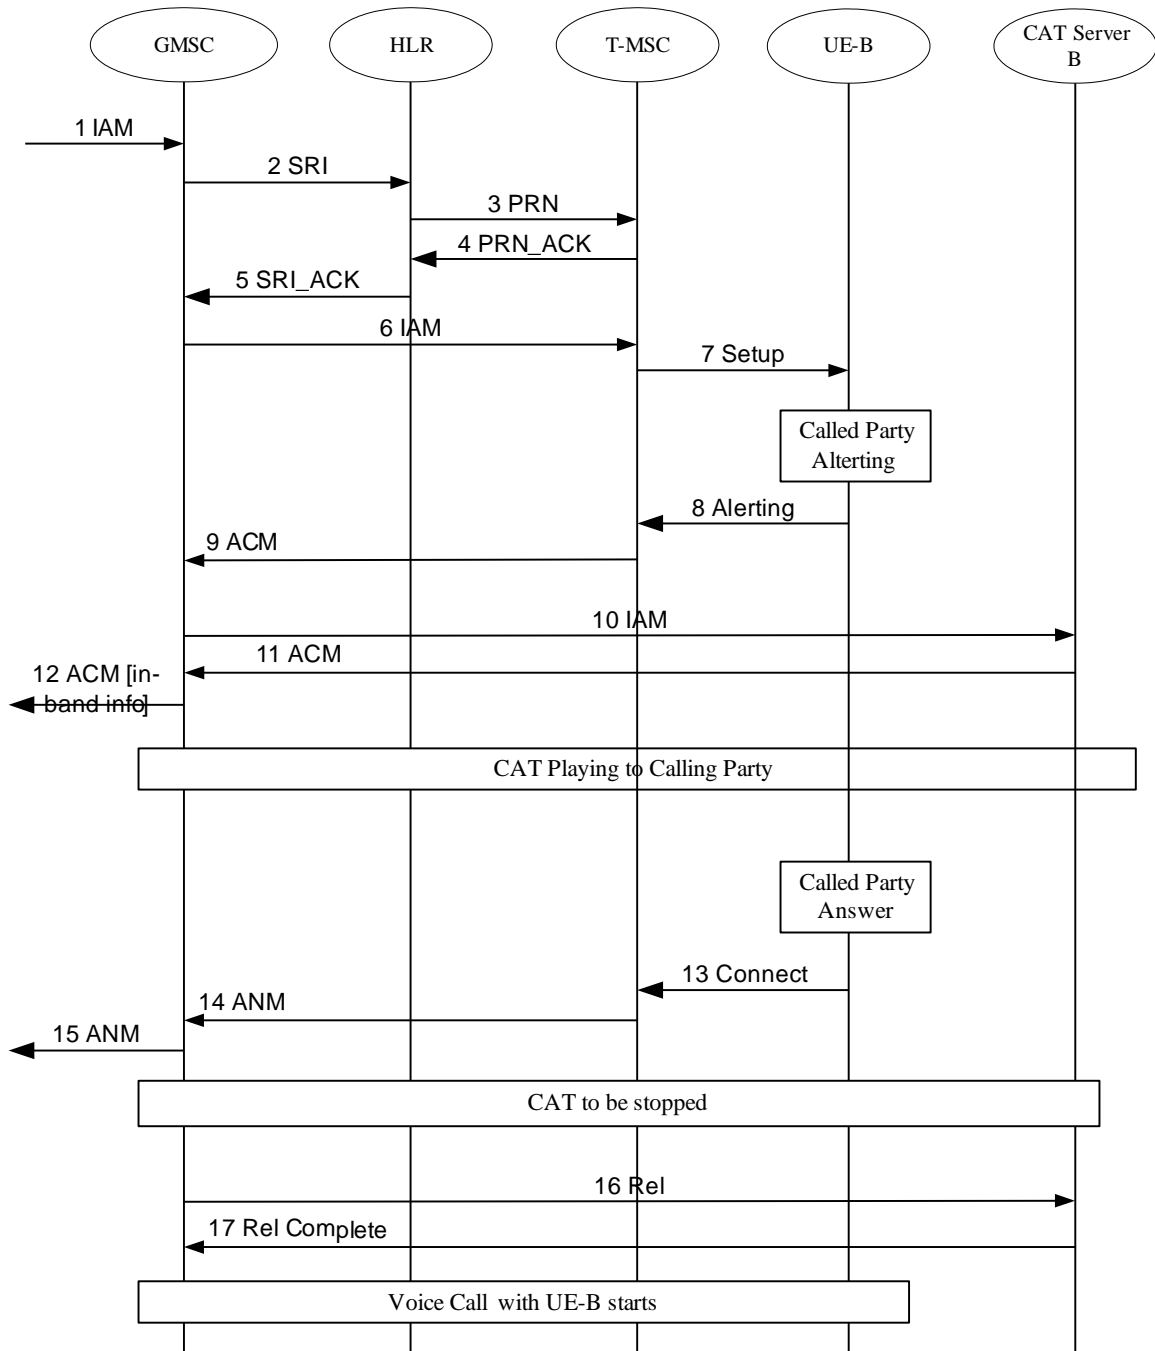 GMSC
HLR
T-MSC
UE-B
CAT Server
B
1 IAM
2 SRI
3 PRN
4 PRN_ACK
5 SRI_ACK
6 IAM
7 Setup
Called Party
Alterting
8 Alerting
9 ACM
10 IAM
11 ACM
12 ACM [in-
band info]
CAT Playing to Calling Party
Called Party
Answer
13 Connect
14 ANM
15 ANM
CAT to be stopped
16 Rel
17 Rel Complete
Voice Call with UE-B starts